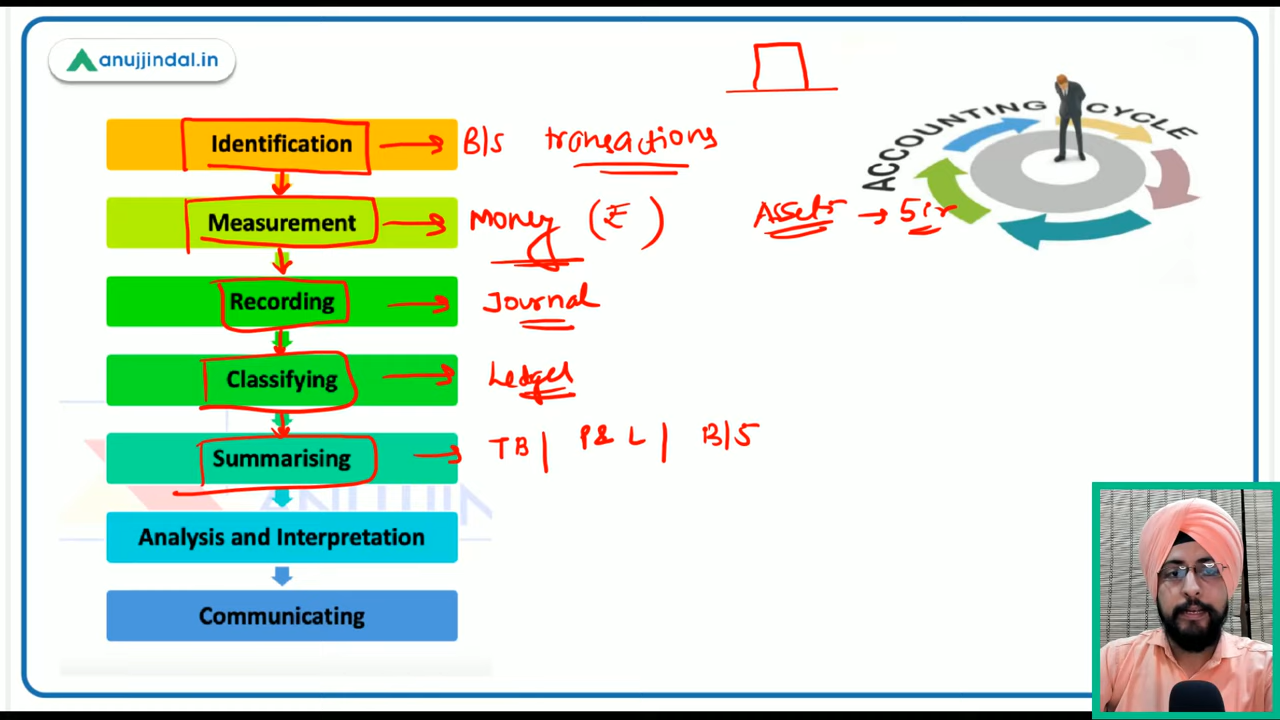 anujjindal.in
ACCOUNTING CYCLE
Identification → B/S transactions
Measurement → Money (₹)
Assets → 5 cr
Recording → Journal
Classifying → Ledger
Summarising → TB | P & L | B/S
Analysis and Interpretation
Communicating